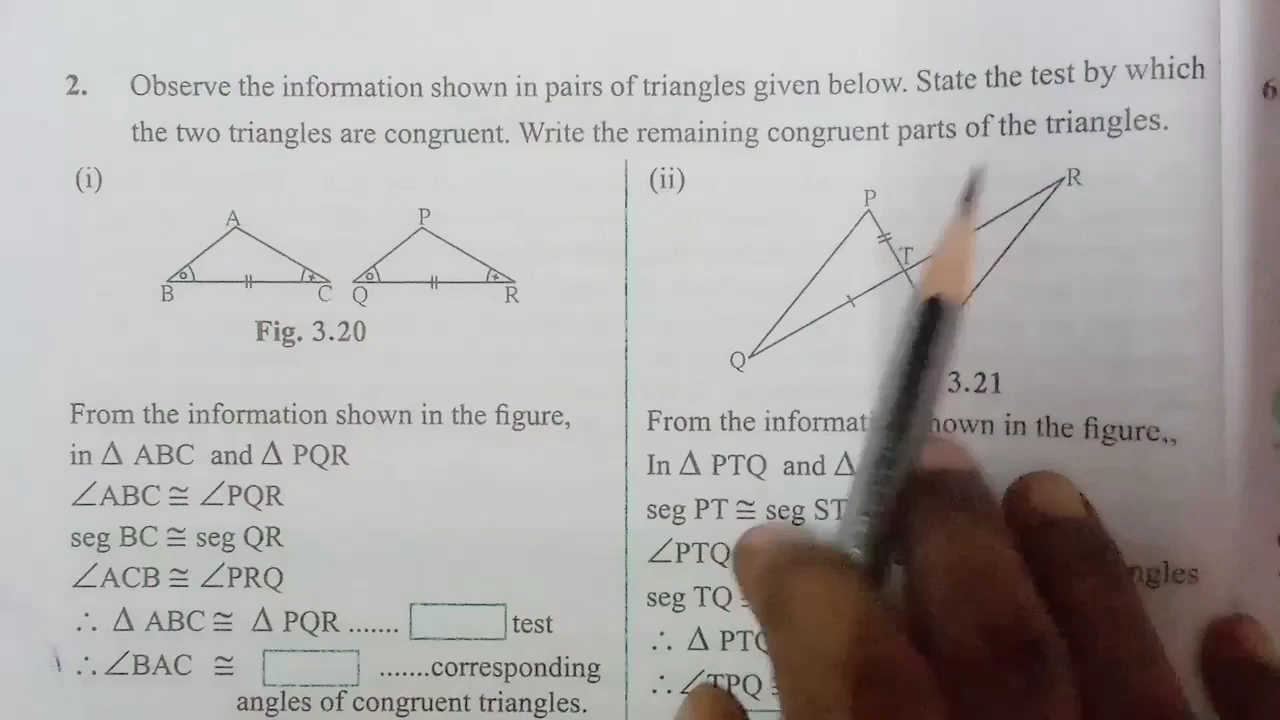 2. Observe the information shown in pairs of triangles given below. State the test by which
the two triangles are congruent. Write the remaining congruent parts of the triangles.
6
(i)
A
B
C
P
Q
R
Fig. 3.20
From the information shown in the figure,
in Δ ABC and Δ PQR
∠ABC ≅ ∠PQR
seg BC ≅ seg QR
∠ACB ≅ ∠PRQ
∴ Δ ABC ≅ Δ PQR ....... test
∴ ∠BAC ≅ .......corresponding
angles of congruent triangles.
(ii)
P
T
R
Q
3.21
From the in the figure,,
In Δ PTQ and Δ
seg PT ≅ seg ST
∠PTQ
seg TQ
∴ Δ
∴ ∠TPQ